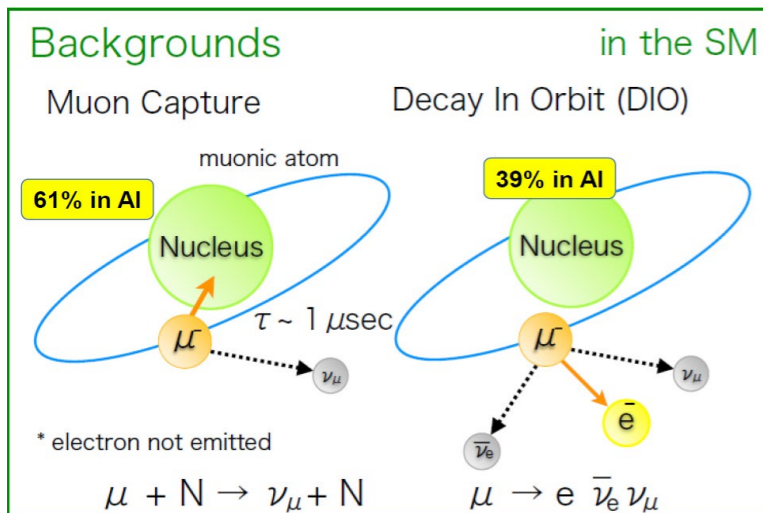 Backgrounds in the SM
Muon Capture
Decay In Orbit (DIO)
muonic atom
61% in Al
39% in Al
Nucleus
Nucleus
τ ~ 1 μsec
μ⁻
μ⁻
ν_μ
ν_μ
e⁻
ν̅_e
* electron not emitted
μ + N → ν_μ + N
μ → e ν̅_e ν_μ